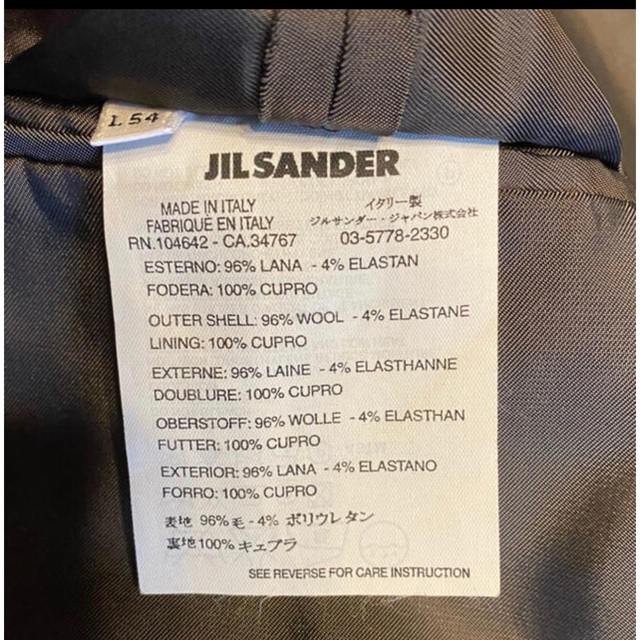 I. 54
JIL SANDER
MADE IN ITALY
FABRIQUE EN ITALY
RN.104642 - CA.34767
イタリー製
ジルサンダー・ジャパン株式会社
03-5778-2330
ESTERNO: 96% LANA - 4% ELASTAN
FODERA: 100% CUPRO
OUTER SHELL: 96% WOOL - 4% ELASTANE
LINING: 100% CUPRO
EXTERNE: 96% LAINE - 4% ELASTHANNE
DOUBLURE: 100% CUPRO
OBERSTOFF: 96% WOLLE - 4% ELASTHAN
FUTTER: 100% CUPRO
EXTERIOR: 96% LANA - 4% ELASTANO
FORRO: 100% CUPRO
表地 96% 毛 - 4% ポリウレタン
裏地100% キュプラ
SEE REVERSE FOR CARE INSTRUCTION